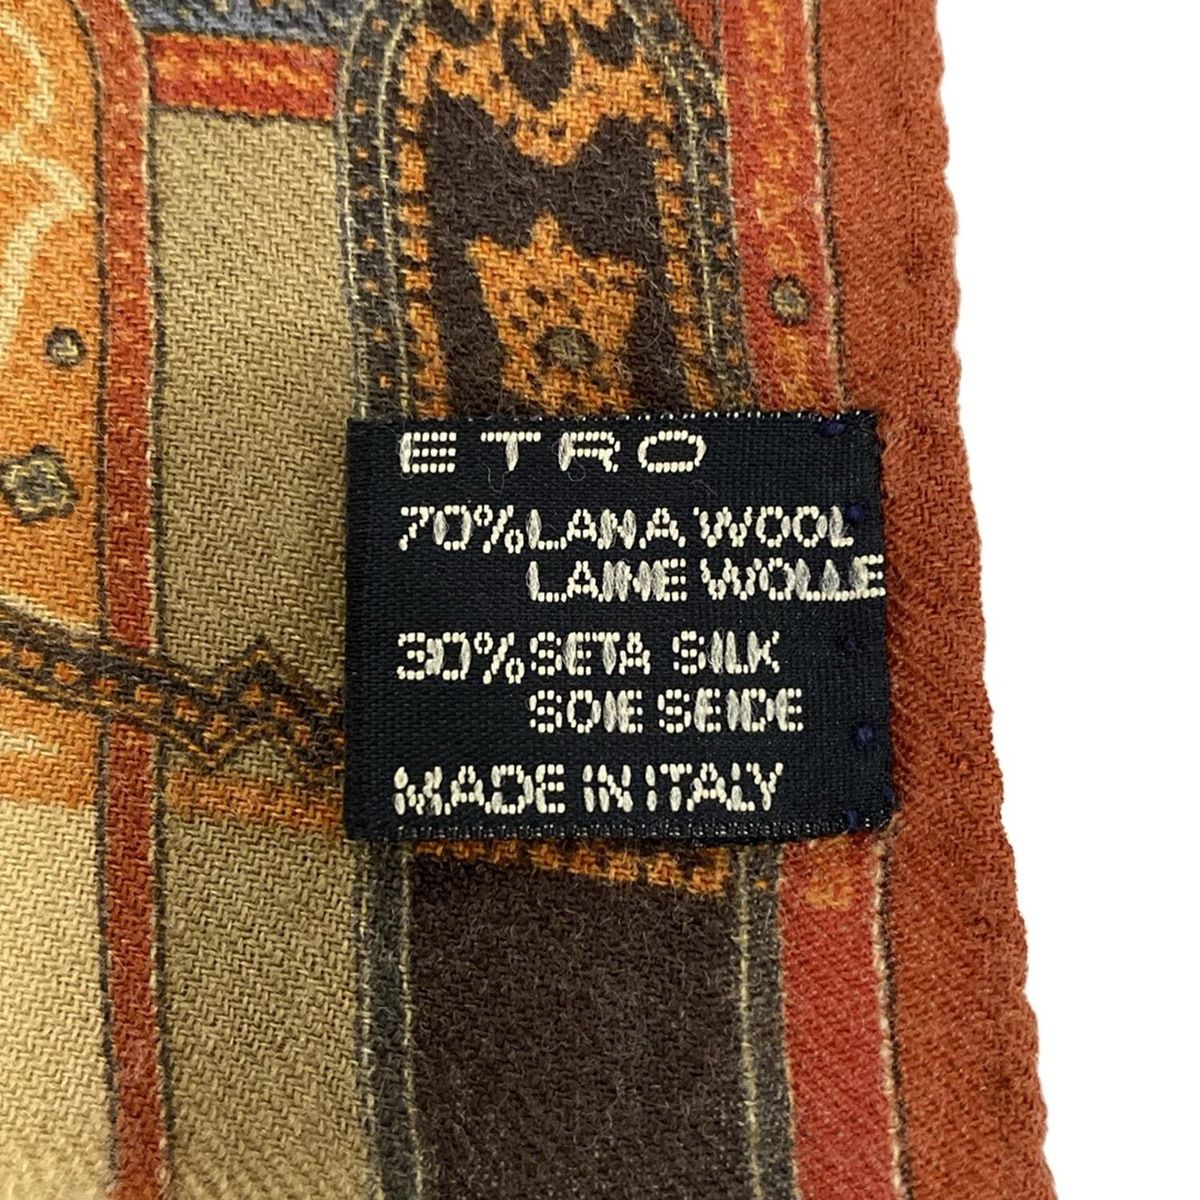 ETRO
70% LANA WOOL
LAINE WOLLE
30% SETA SILK
SOIE SEIDE
MADE IN ITALY